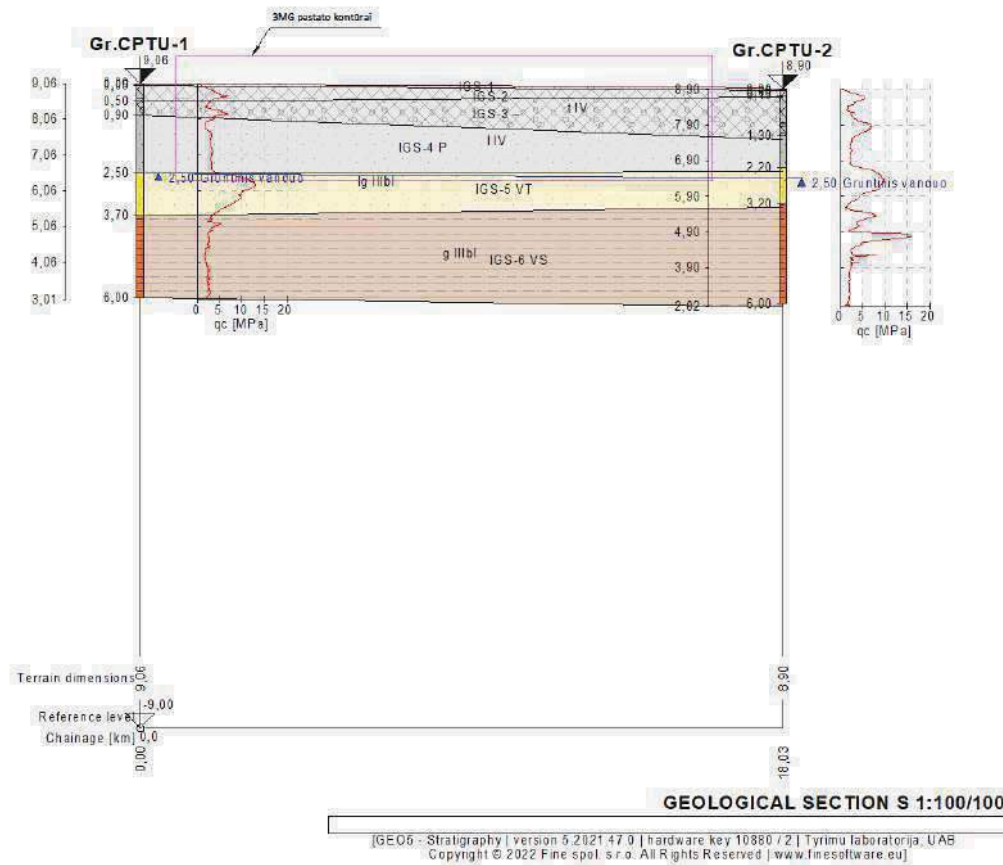 3MG pastato kontūrai
Gr.CPTU-1
9,06
Gr.CPTU-2
8,90
9,06
8,06
7,06
6,06
5,06
4,06
3,01
0,50
0,90
2,50
3,70
6,00
IGS-1
IGS-2
t IV
IGS-3
t IV
IGS-4 P
2,50 Gruntinis vanduo
lg IIIbl
IGS-5 VT
g IIIbl
IGS-6 VS
8,90
7,90
6,90
5,90
4,90
3,90
1,30
2,20
3,20
6,00
2,50 Gruntinis vanduo
0 5 10 15 20
qc [MPa]
0 5 10 15 20
qc [MPa]
Terrain dimensions
9,06
8,90
Reference level
-9,00
Chainage [km]
0,0
0,00
18,03
GEOLOGICAL SECTION S 1:100/100
[GEO5 - Stratigraphy | version 5.2021.47.0 | hardware key 10880 / 2 | Tyrimu laboratorija, UAB
Copyright © 2022 Fine spol. s r.o. All Rights Reserved | www.finesoftware.eu]